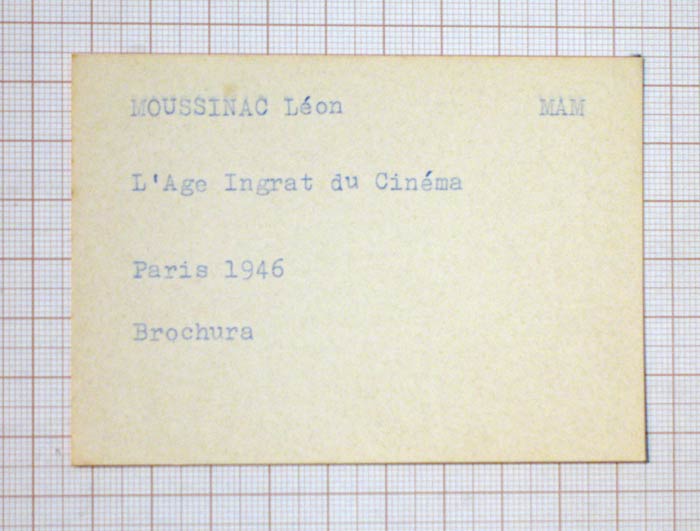 MOUSSINAC Léon MAM
L'Age Ingrat du Cinéma
Paris 1946
Brochura